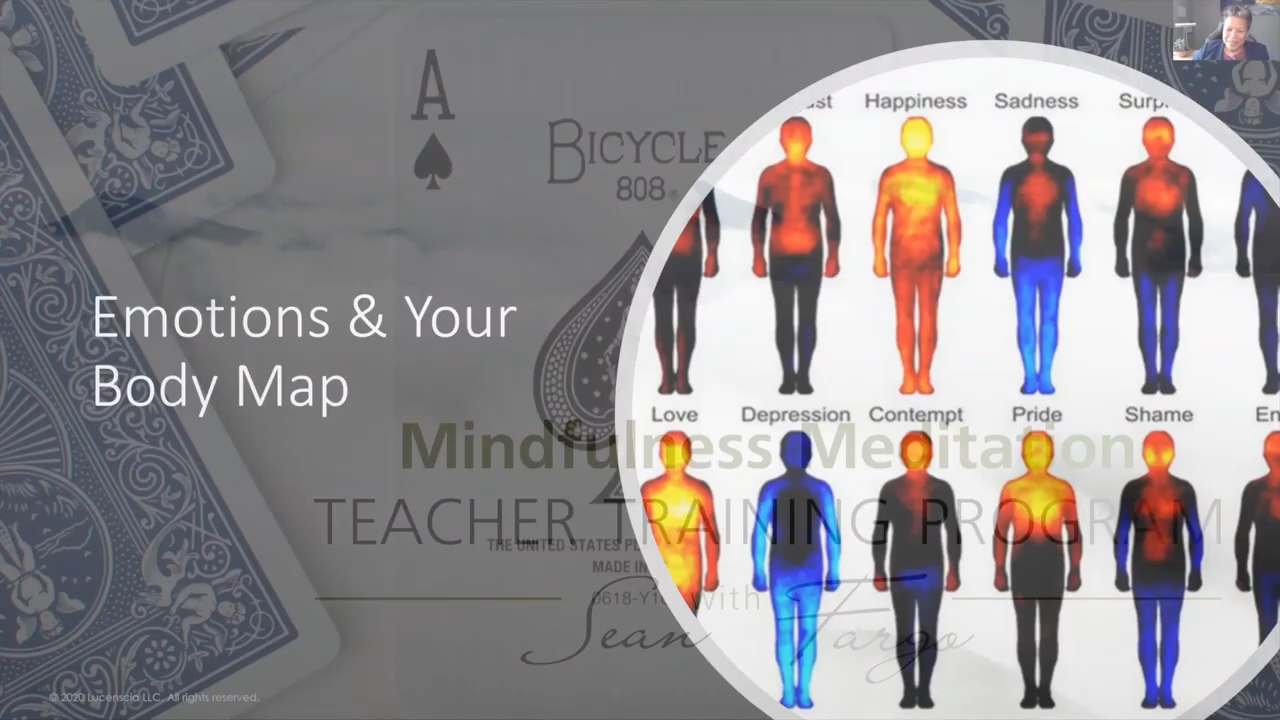 A
BICYCLE
808
Happiness Sadness
Emotions & Your
Body Map
Love Depression Contempt Pride Shame
Mindfulness Meditation
TEACHER TRAINING PROGRAM
THE UNITED STATES
MADE IN
with
Sean Fargo
© 2020 Lucenscia LLC. All rights reserved.